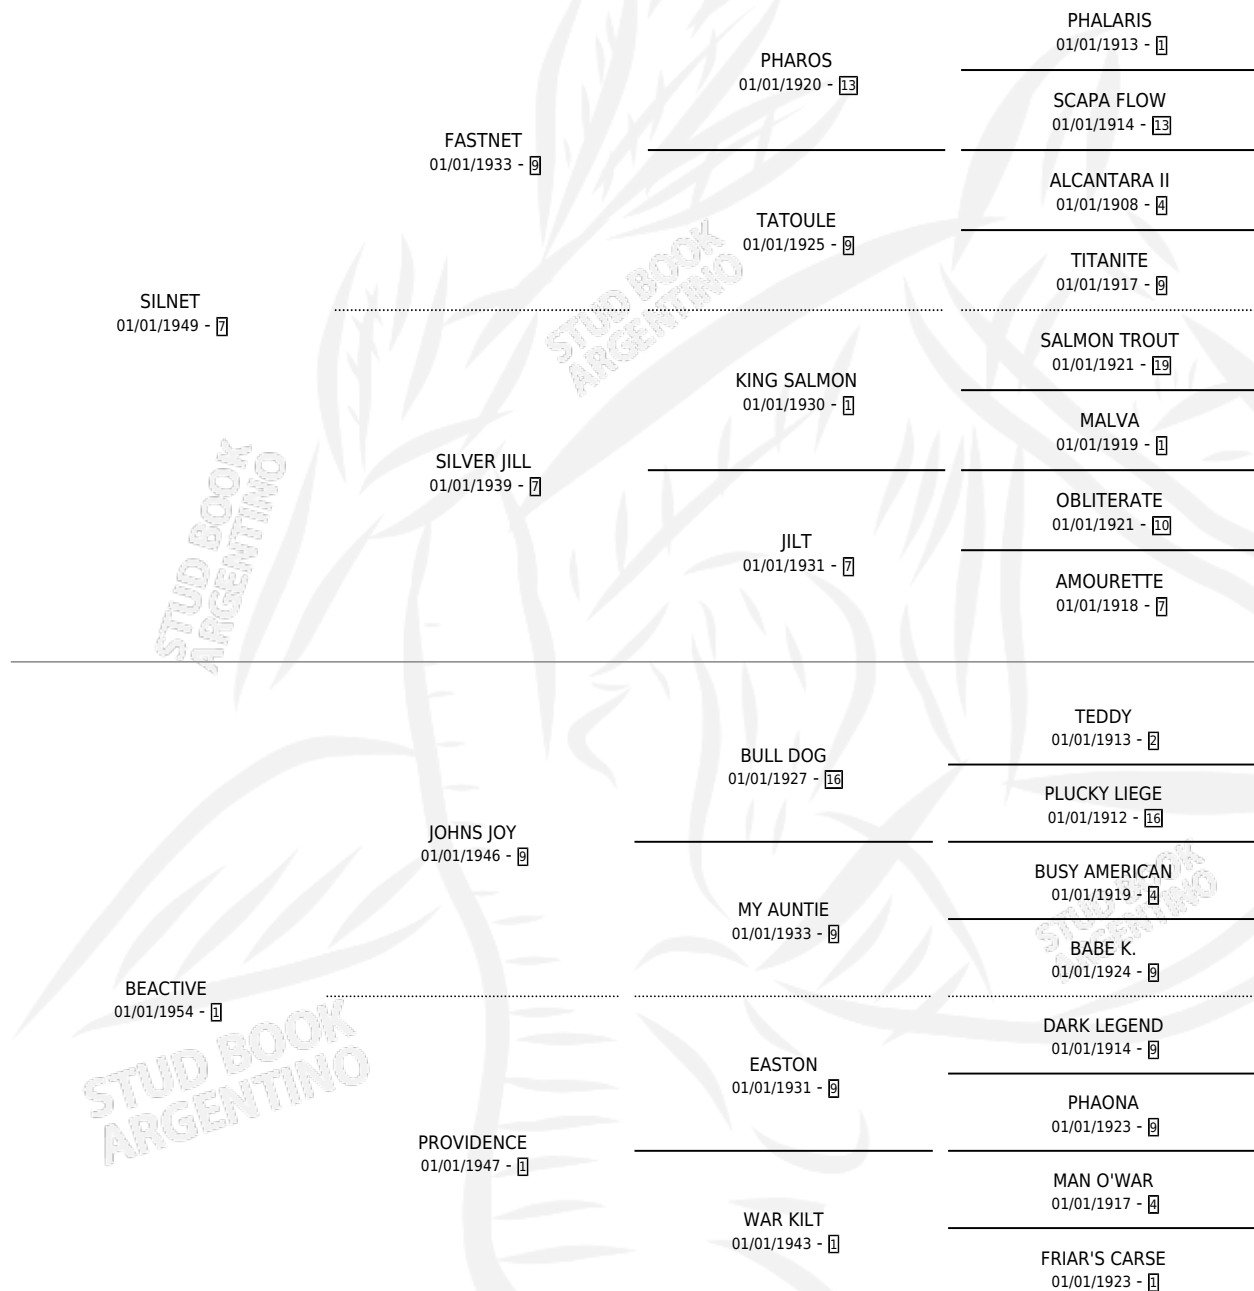 PHALARIS
01/01/1913 - 1
PHAROS
01/01/1920 - 13
SCAPA FLOW
01/01/1914 - 13
FASTNET
01/01/1933 - 9
ALCANTARA II
01/01/1908 - 4
TATOULE
01/01/1925 - 9
TITANITE
01/01/1917 - 9
SILNET
01/01/1949 - 7
SALMON TROUT
01/01/1921 - 19
KING SALMON
01/01/1930 - 1
MALVA
01/01/1919 - 1
SILVER JILL
01/01/1939 - 7
OBLITERATE
01/01/1921 - 10
JILT
01/01/1931 - 7
AMOURETTE
01/01/1918 - 7
TEDDY
01/01/1913 - 2
BULL DOG
01/01/1927 - 16
PLUCKY LIEGE
01/01/1912 - 16
JOHNS JOY
01/01/1946 - 9
BUSY AMERICAN
01/01/1919 - 4
MY AUNTIE
01/01/1933 - 9
BABE K.
01/01/1924 - 9
BEACTIVE
01/01/1954 - 1
DARK LEGEND
01/01/1914 - 9
EASTON
01/01/1931 - 9
PHAONA
01/01/1923 - 9
PROVIDENCE
01/01/1947 - 1
MAN O'WAR
01/01/1917 - 4
WAR KILT
01/01/1943 - 1
FRIAR'S CARSE
01/01/1923 - 1
STUD BOOK
ARGENTINO
STUD BOOK
ARGENTINO
STUD BOOK
ARGENTINO
STUD BOOK
ARGENTINO